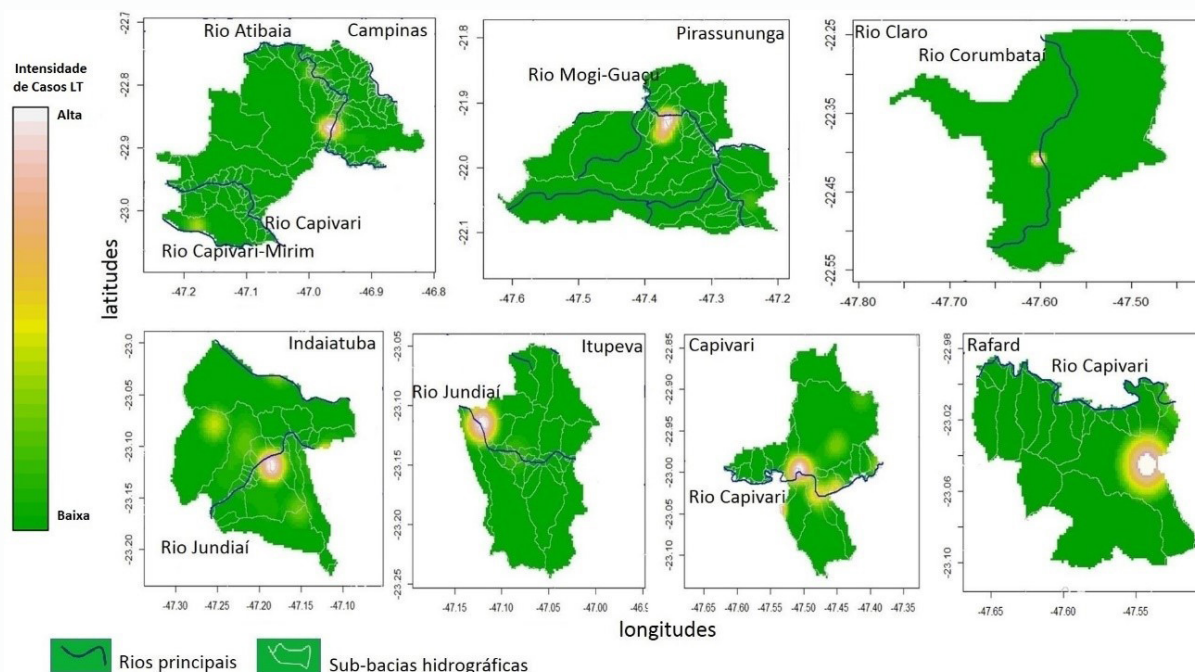 Intensidade
de Casos LT
Alta
Baixa
Rio Atibaia
Campinas
Rio Capivari
Rio Capivari-Mirim
-22.7
-22.8
-22.9
-23.0
-47.2
-47.1
-47.0
-46.9
-46.8
Pirassununga
Rio Mogi-Guaçu
-21.8
-21.9
-22.0
-22.1
-47.6
-47.5
-47.4
-47.3
-47.2
Rio Claro
Rio Corumbataí
-22.25
-22.35
-22.45
-22.55
-47.80
-47.70
-47.60
-47.50
latitudes
Indaiatuba
Rio Jundiaí
-23.0
-23.05
-23.10
-23.15
-23.20
-47.30
-47.25
-47.20
-47.15
-47.10
Itupeva
Rio Jundiaí
-23.05
-23.10
-23.15
-23.20
-23.25
-47.15
-47.10
-47.05
-47.00
-46.9
Capivari
Rio Capivari
-22.85
-22.90
-22.95
-23.00
-23.05
-23.10
-47.65
-47.60
-47.55
-47.50
-47.45
-47.40
-47.35
Rafard
Rio Capivari
-22.98
-23.02
-23.06
-23.10
-47.65
-47.60
-47.55
longitudes
Rios principais
Sub-bacias hidrográficas